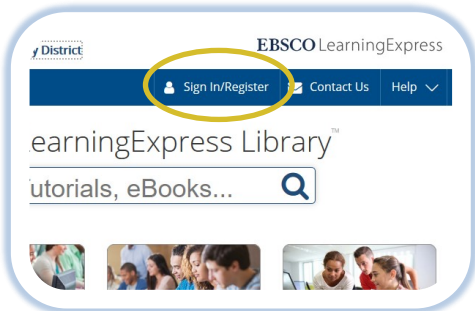 y District
EBSCO LearningExpress
Sign In/Register
Contact Us
Help
earningExpress Library™
utorials, eBooks...